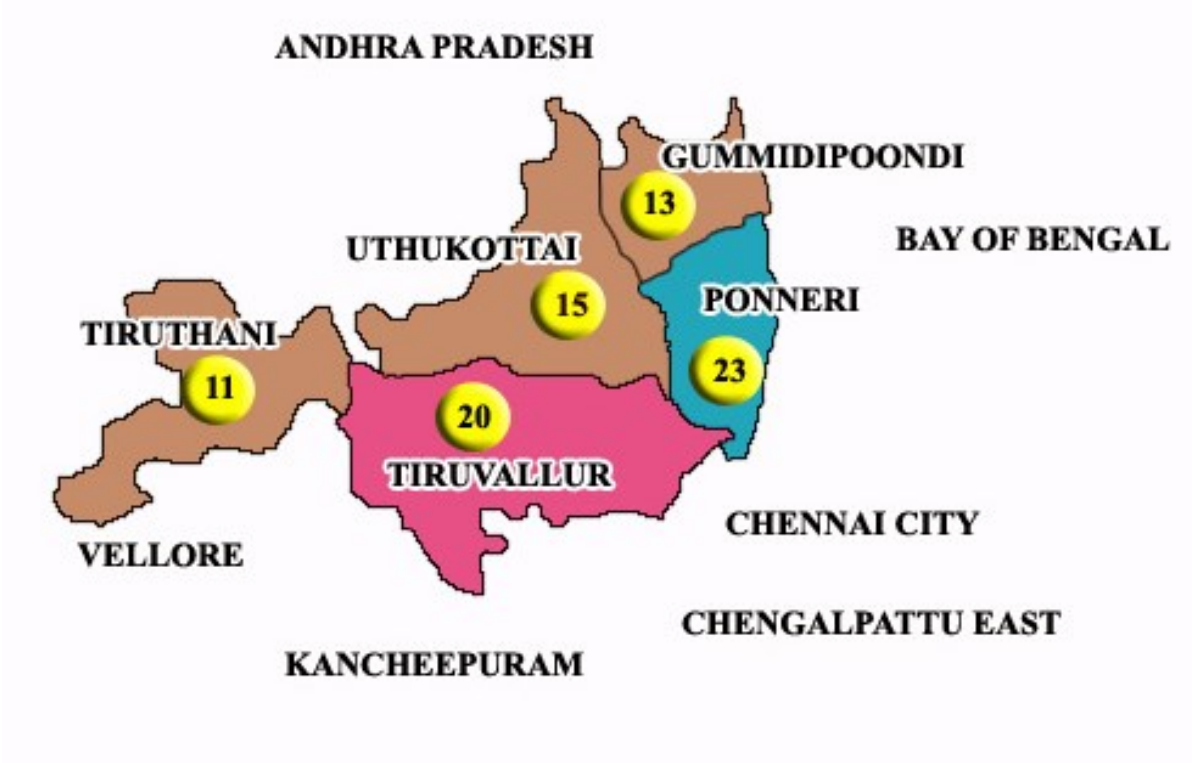 ANDHRA PRADESH
GUMMIDIPOONDI
13
BAY OF BENGAL
UTHUKOTTAI
15
PONNERI
TIRUTHANI
11
23
20
TIRUVALLUR
CHENNAI CITY
VELLORE
CHENGALPATTU EAST
KANCHEEPURAM